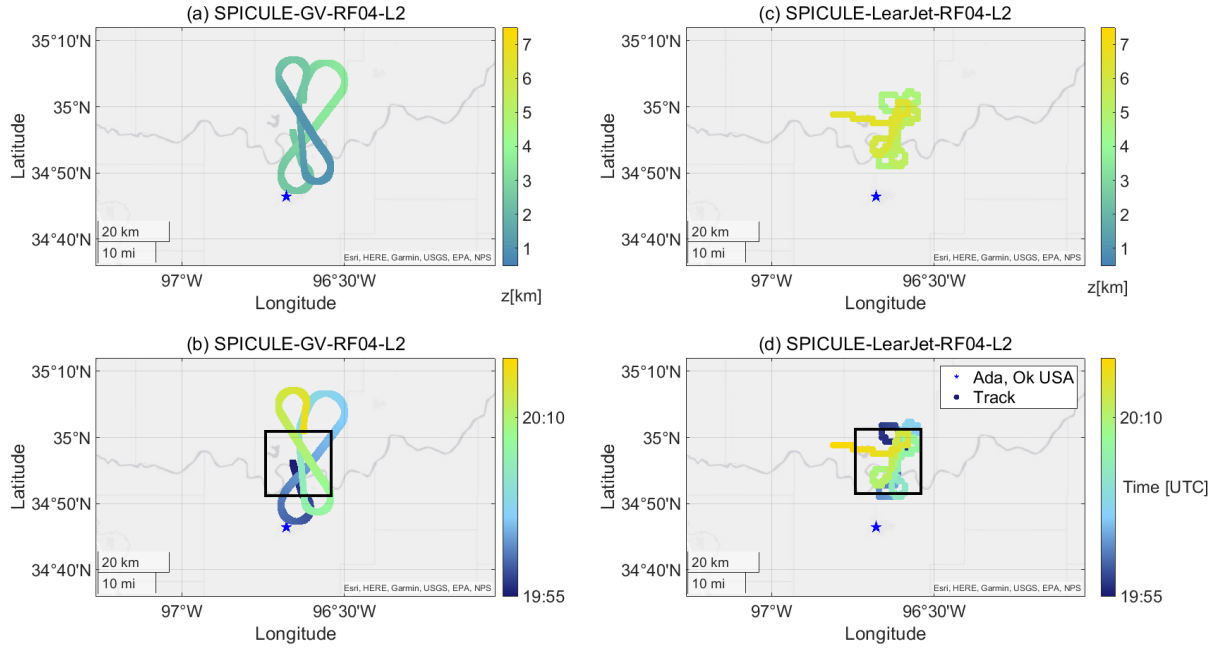 (a) SPICULE-GV-RF04-L2
35°10'N
35°N
34°50'N
34°40'N
Latitude
20 km
10 mi
Esri, HERE, Garmin, USGS, EPA, NPS
97°W
96°30'W
Longitude
7
6
5
4
3
2
1
z[km]
(c) SPICULE-LearJet-RF04-L2
35°10'N
35°N
34°50'N
34°40'N
Latitude
20 km
10 mi
Esri, HERE, Garmin, USGS, EPA, NPS
97°W
96°30'W
Longitude
7
6
5
4
3
2
1
z[km]
(b) SPICULE-GV-RF04-L2
35°10'N
35°N
34°50'N
34°40'N
Latitude
20 km
10 mi
Esri, HERE, Garmin, USGS, EPA, NPS
97°W
96°30'W
Longitude
20:10
19:55
(d) SPICULE-LearJet-RF04-L2
35°10'N
35°N
34°50'N
34°40'N
Latitude
Ada, Ok USA
Track
20 km
10 mi
Esri, HERE, Garmin, USGS, EPA, NPS
97°W
96°30'W
Longitude
20:10
Time [UTC]
19:55